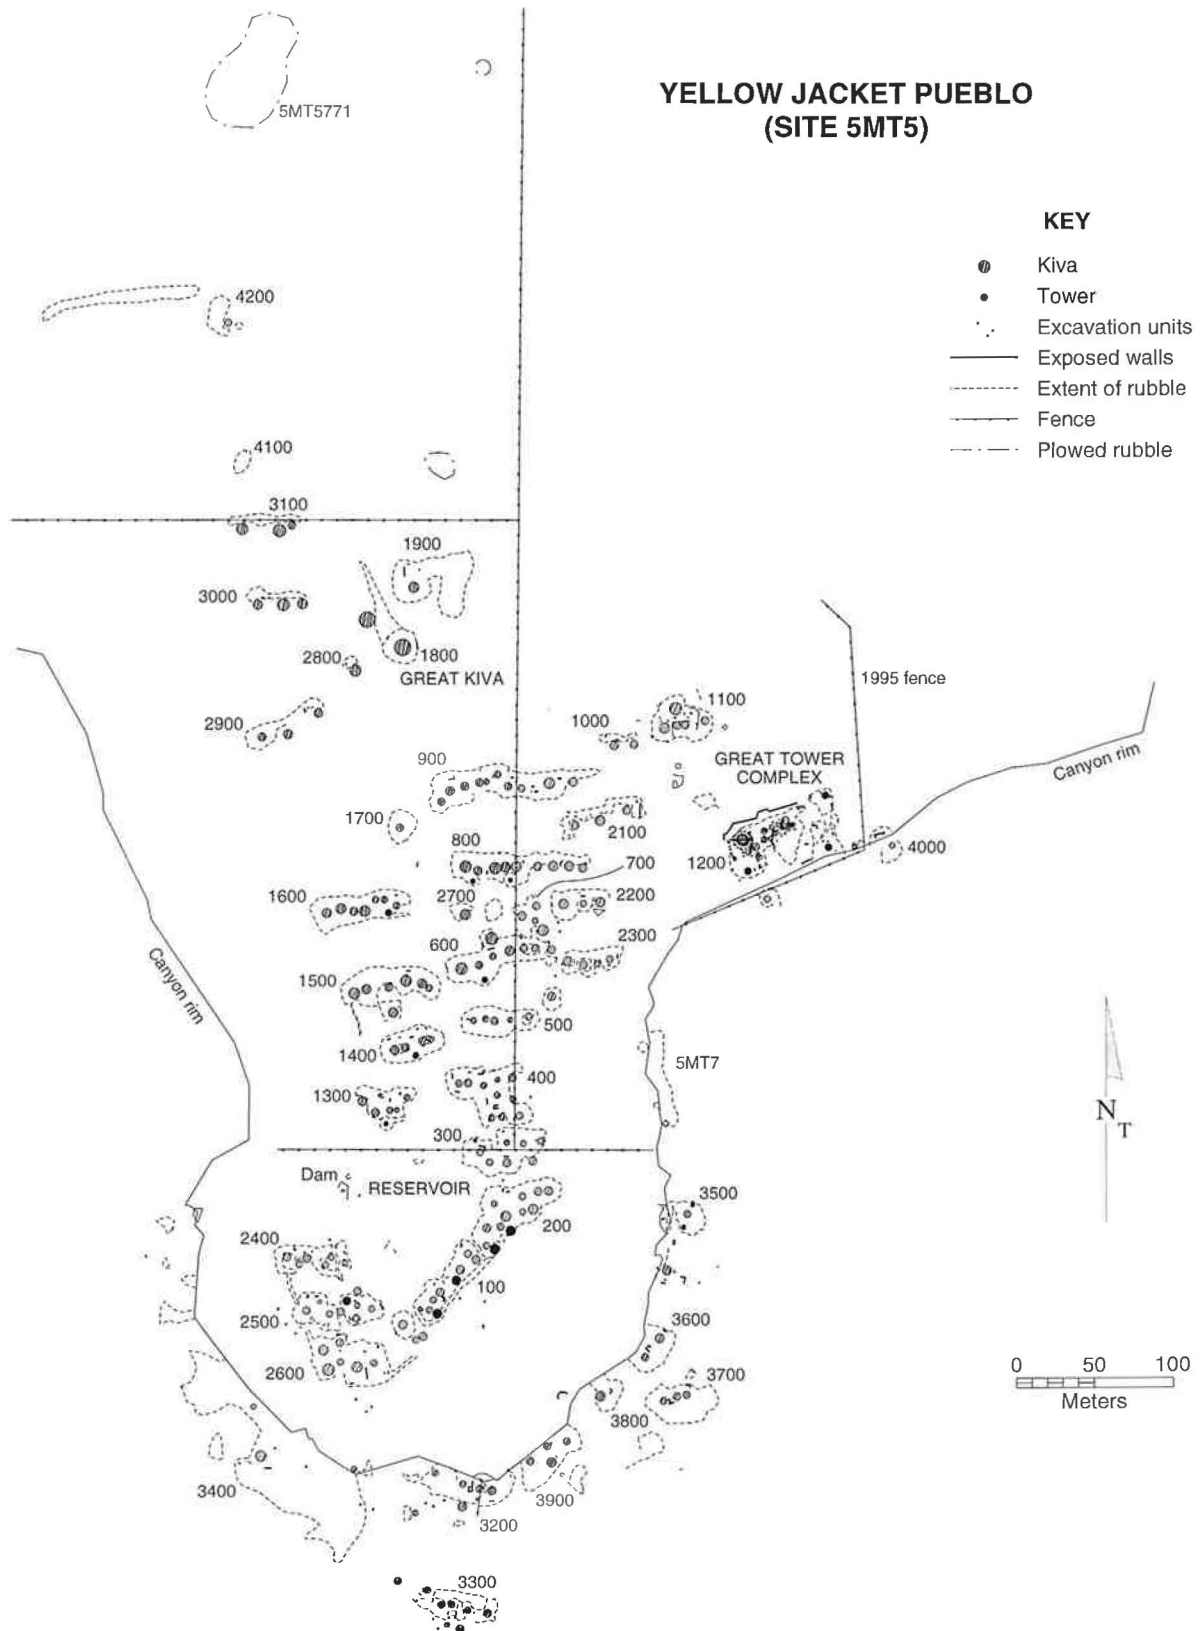 YELLOW JACKET PUEBLO
(SITE 5MT5)
5MT5771
KEY
Kiva
Tower
Excavation units
Exposed walls
Extent of rubble
Fence
Plowed rubble
4200
4100
3100
1900
3000
2800
1800
GREAT KIVA
1995 fence
2900
1100
1000
Canyon rim
GREAT TOWER
COMPLEX
900
1700
2100
800
700
1200
4000
1600
2700
2200
600
2300
Canyon rim
1500
500
1400
5MT7
400
1300
N
T
300
Dam
RESERVOIR
3500
200
2400
100
2500
3600
2600
3700
0 50 100
Meters
3800
3400
3900
3200
3300